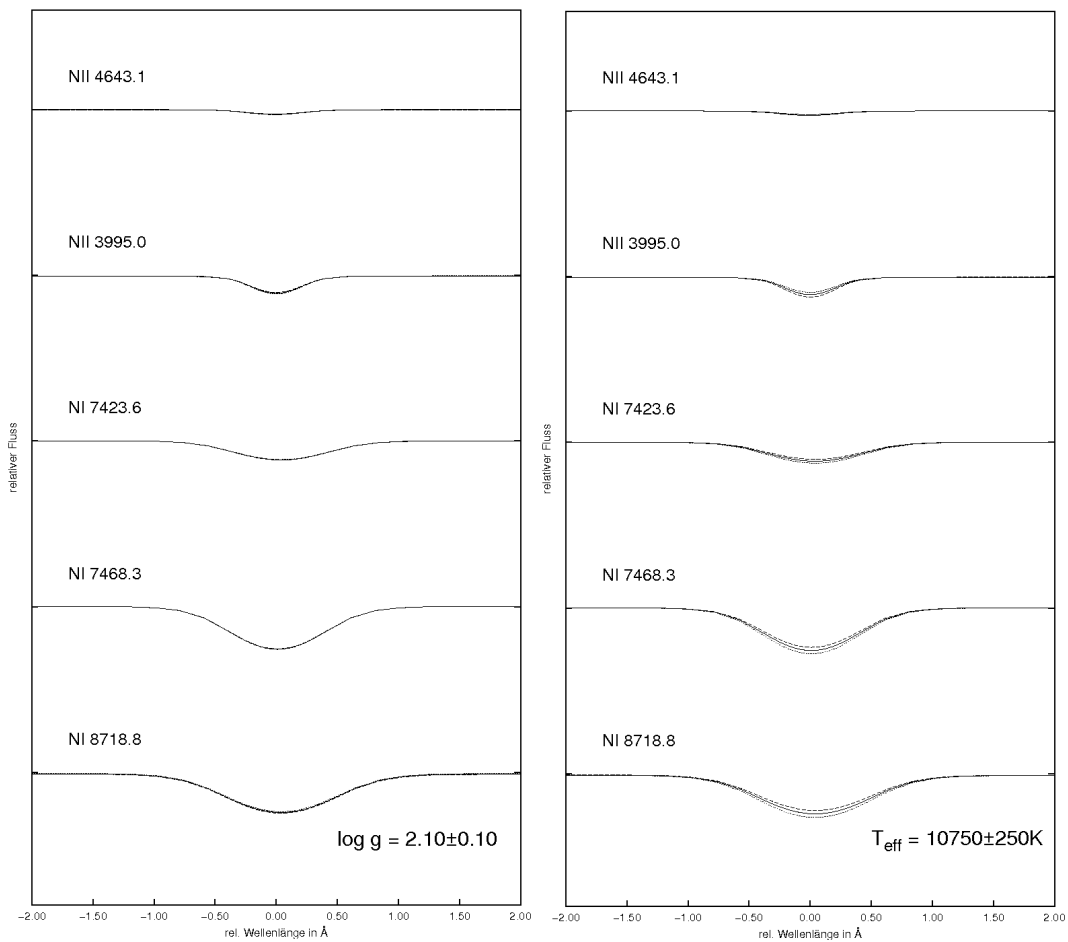 NII 4643.1
NII 3995.0
NI 7423.6
NI 7468.3
NI 8718.8
log g = 2.10±0.10
relativer Fluss
-2.00 -1.50 -1.00 -0.50 0.00 0.50 1.00 1.50 2.00
rel. Wellenlänge in Å
NII 4643.1
NII 3995.0
NI 7423.6
NI 7468.3
NI 8718.8
Teff = 10750±250K
relativer Fluss
-2.00 -1.50 -1.00 -0.50 0.00 0.50 1.00 1.50 2.00
rel. Wellenlänge in Å